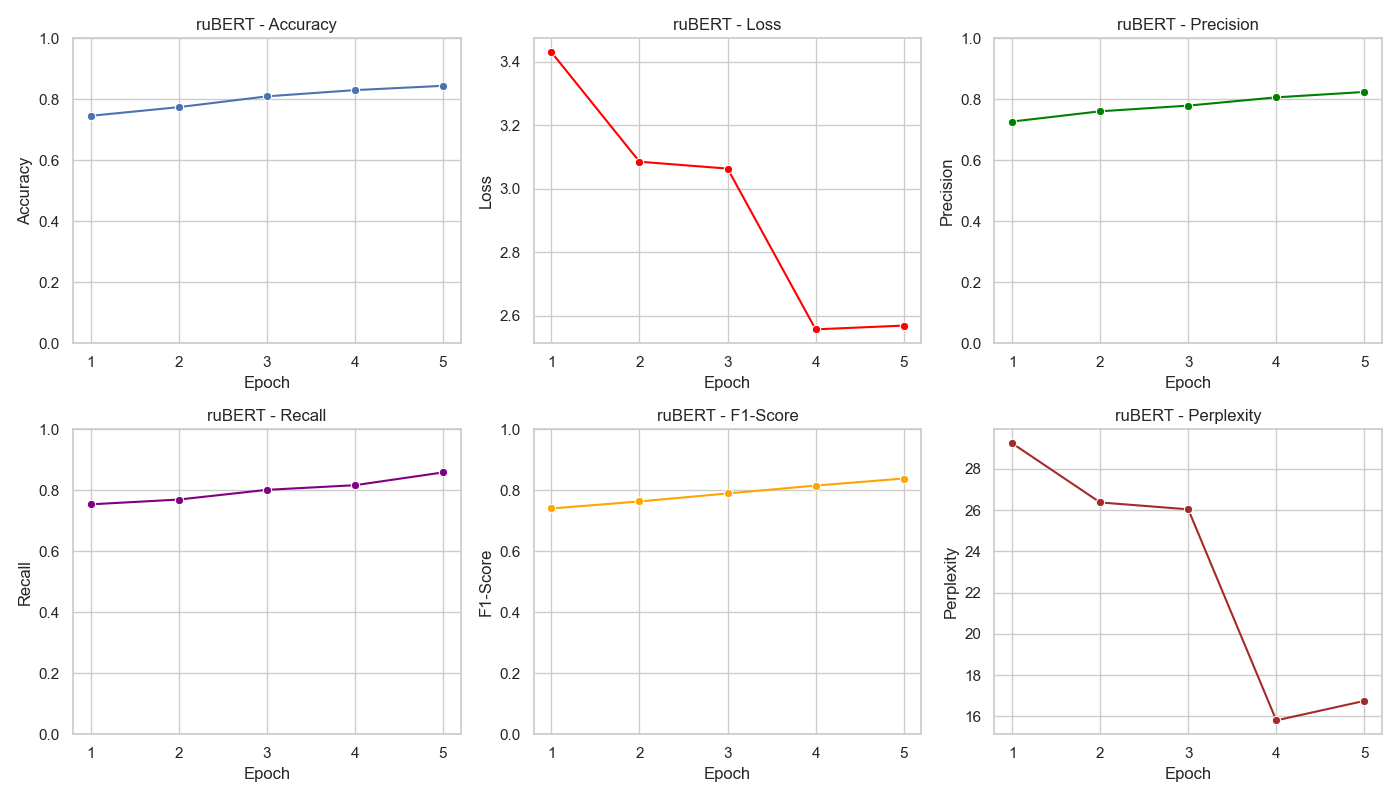 ruBERT - Accuracy
1.0
0.8
0.6
0.4
0.2
0.0
Accuracy
1 2 3 4 5
Epoch
ruBERT - Loss
3.4
3.2
3.0
2.8
2.6
Loss
1 2 3 4 5
Epoch
ruBERT - Precision
1.0
0.8
0.6
0.4
0.2
0.0
Precision
1 2 3 4 5
Epoch
ruBERT - Recall
1.0
0.8
0.6
0.4
0.2
0.0
Recall
1 2 3 4 5
Epoch
ruBERT - F1-Score
1.0
0.8
0.6
0.4
0.2
0.0
F1-Score
1 2 3 4 5
Epoch
ruBERT - Perplexity
28
26
24
22
20
18
16
Perplexity
1 2 3 4 5
Epoch